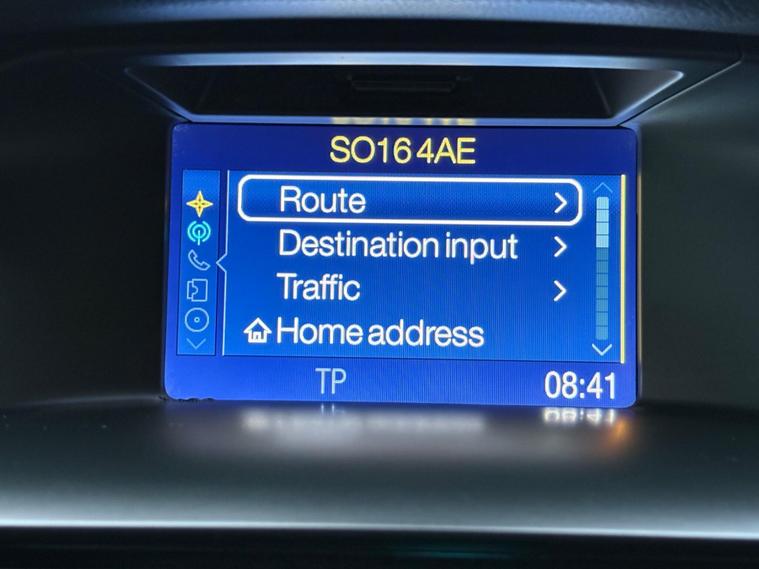 SO16 4AE
Route
Destination input
Traffic
Home address
TP 08:41